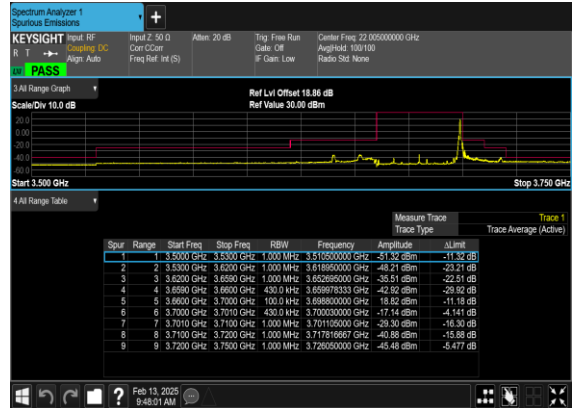 Spectrum Analyzer 1
Spurious Emissions
KEYSIGHT Input: RF Input Z: 50 Ω Atten: 20 dB Trig: Free Run Center Freq: 22.005000000 GHz
R T Coupling: DC Corr CCorr Gate: Off Avg|Hold: 100/100
Align: Auto Freq Ref: Int (S) IF Gain: Low Radio Std: None
PASS
3 All Range Graph
Ref Lvl Offset 18.86 dB
Scale/Div 10.0 dB Ref Value 30.00 dBm
20.0
0.00
-20.0
-40.0
-60.0
Start 3.500 GHz Stop 3.750 GHz
4 All Range Table
Measure Trace Trace 1
Trace Type Trace Average (Active)
Spur Range Start Freq Stop Freq RBW Frequency Amplitude ΔLimit
1 1 3.5000 GHz 3.5300 GHz 1.000 MHz 3.510500000 GHz -51.32 dBm -11.32 dB
2 2 3.5300 GHz 3.6200 GHz 1.000 MHz 3.618950000 GHz -48.21 dBm -23.21 dB
3 3 3.6200 GHz 3.6590 GHz 1.000 MHz 3.652695000 GHz -35.51 dBm -22.51 dB
4 4 3.6590 GHz 3.6600 GHz 430.0 kHz 3.659978333 GHz -42.92 dBm -29.92 dB
5 5 3.6600 GHz 3.7000 GHz 100.0 kHz 3.698800000 GHz 18.82 dBm -11.18 dB
6 6 3.7000 GHz 3.7010 GHz 430.0 kHz 3.700030000 GHz -17.14 dBm -4.141 dB
7 7 3.7010 GHz 3.7100 GHz 1.000 MHz 3.701105000 GHz -29.30 dBm -16.30 dB
8 8 3.7100 GHz 3.7200 GHz 1.000 MHz 3.717816667 GHz -40.88 dBm -15.88 dB
9 9 3.7200 GHz 3.7500 GHz 1.000 MHz 3.726050000 GHz -45.48 dBm -5.477 dB
? Feb 13, 2025
9:48:01 AM